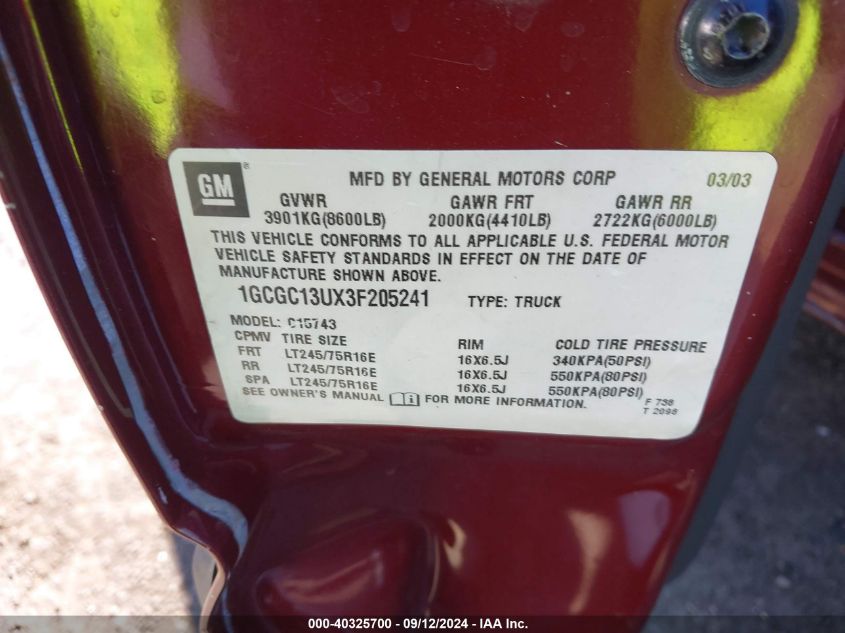 GM ®
MFD BY GENERAL MOTORS CORP 03/03
GVWR GAWR FRT GAWR RR
3901KG(8600LB) 2000KG(4410LB) 2722KG(6000LB)
THIS VEHICLE CONFORMS TO ALL APPLICABLE U.S. FEDERAL MOTOR
VEHICLE SAFETY STANDARDS IN EFFECT ON THE DATE OF
MANUFACTURE SHOWN ABOVE.
1GCGC13UX3F205241 TYPE: TRUCK
MODEL: C15743
CPMV TIRE SIZE RIM COLD TIRE PRESSURE
FRT LT245/75R16E 16X6.5J 340KPA(50PSI)
RR LT245/75R16E 16X6.5J 550KPA(80PSI)
SPA LT245/75R16E 16X6.5J 550KPA(80PSI)
SEE OWNER'S MANUAL FOR MORE INFORMATION.
F 738
T 2098
000-40325700 - 09/12/2024 - IAA Inc.